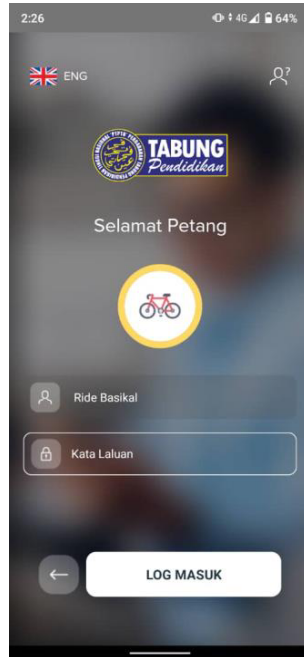 2:26
4G 64%
ENG
TABUNG
Pendidikan
Selamat Petang
Ride Basikal
Kata Laluan
LOG MASUK